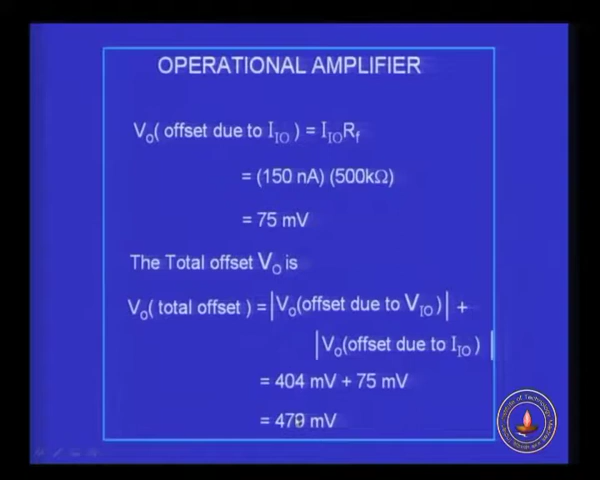 OPERATIONAL AMPLIFIER
Vo( offset due to IIO ) = IIORf
= (150 nA) (500kΩ)
= 75 mV
The Total offset VO is
Vo( total offset ) = |Vo(offset due to VIO)| +
|Vo(offset due to IIO )|
= 404 mV + 75 mV
= 479 mV